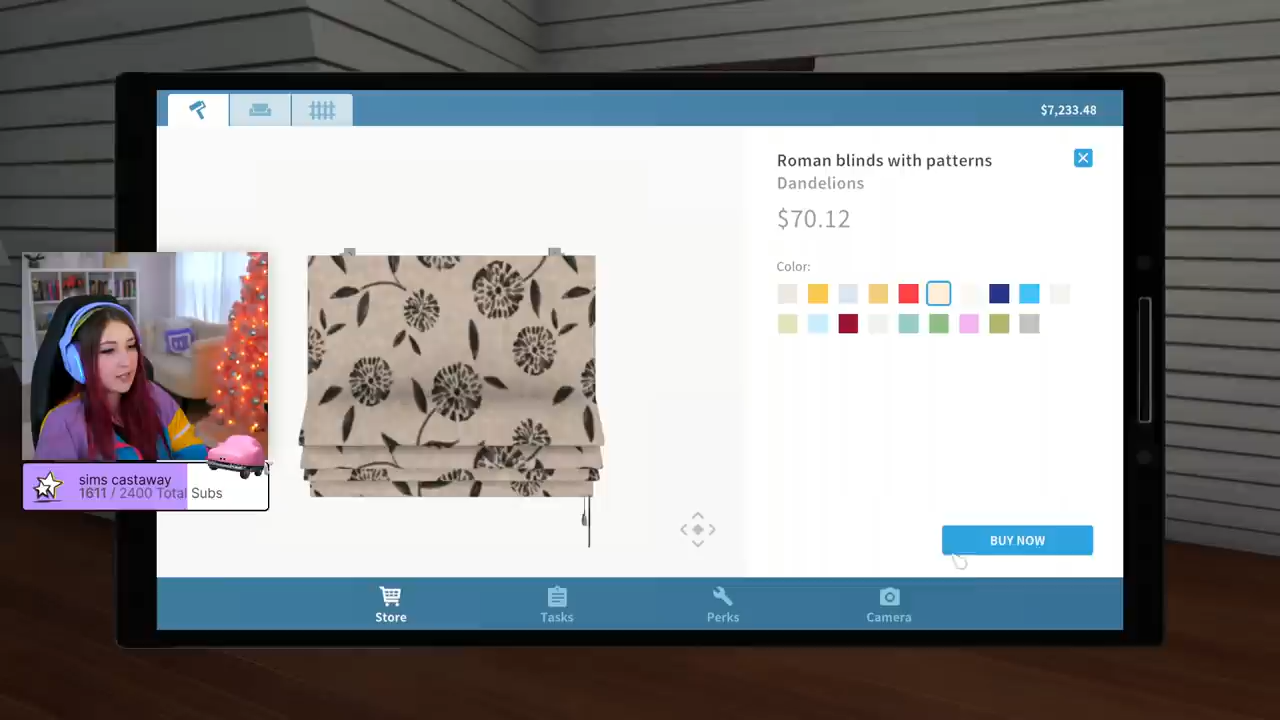 $7,233.48
Roman blinds with patterns
Dandelions
$70.12
Color:
sims castaway
1611 / 2400 Total Subs
BUY NOW
Store
Tasks
Perks
Camera